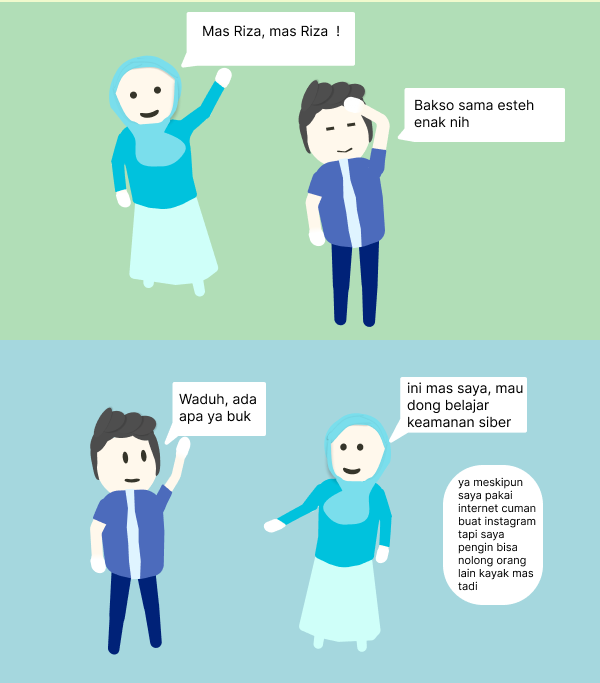 Mas Riza, mas Riza !
Bakso sama esteh
enak nih
Waduh, ada
apa ya buk
ini mas saya, mau
dong belajar
keamanan siber
ya meskipun
saya pakai
internet cuman
buat instagram
tapi saya
pengin bisa
nolong orang
lain kayak mas
tadi